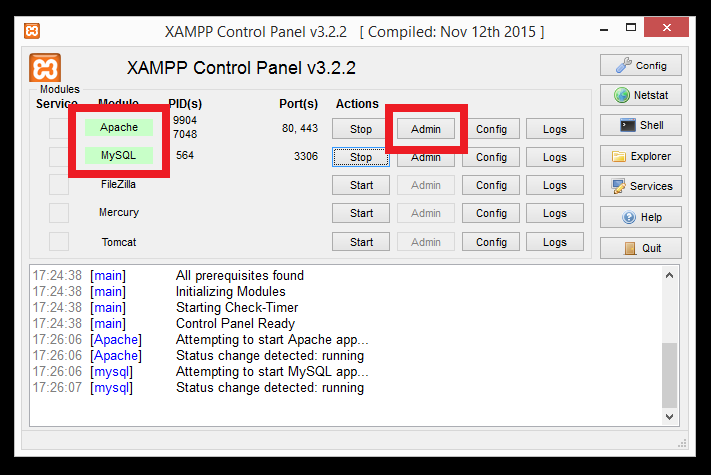 XAMPP Control Panel v3.2.2 [ Compiled: Nov 12th 2015 ]
XAMPP Control Panel v3.2.2
Config
Modules
Service Module PID(s) Port(s) Actions
Netstat
Apache 9904 7048 80, 443 Stop Admin Config Logs
Shell
MySQL 564 3306 Stop Admin Config Logs
Explorer
FileZilla Start Admin Config Logs
Services
Mercury Start Admin Config Logs
Help
Tomcat Start Admin Config Logs
Quit
17:24:38 [main] All prerequisites found
17:24:38 [main] Initializing Modules
17:24:38 [main] Starting Check-Timer
17:24:38 [main] Control Panel Ready
17:26:06 [Apache] Attempting to start Apache app...
17:26:06 [Apache] Status change detected: running
17:26:06 [mysql] Attempting to start MySQL app...
17:26:07 [mysql] Status change detected: running